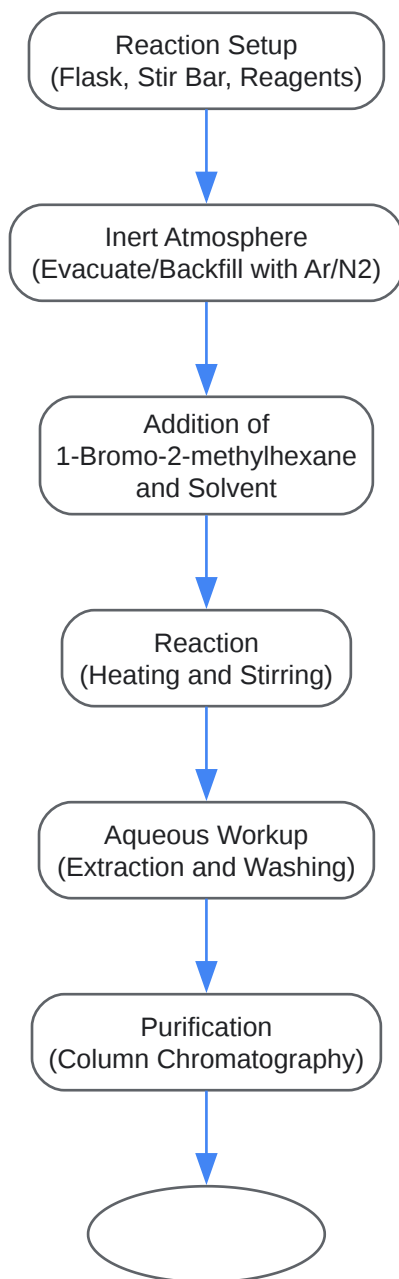 Reaction Setup
(Flask, Stir Bar, Reagents)
Inert Atmosphere
(Evacuate/Backfill with Ar/N2)
Addition of
1-Bromo-2-methylhexane
and Solvent
Reaction
(Heating and Stirring)
Aqueous Workup
(Extraction and Washing)
Purification
(Column Chromatography)